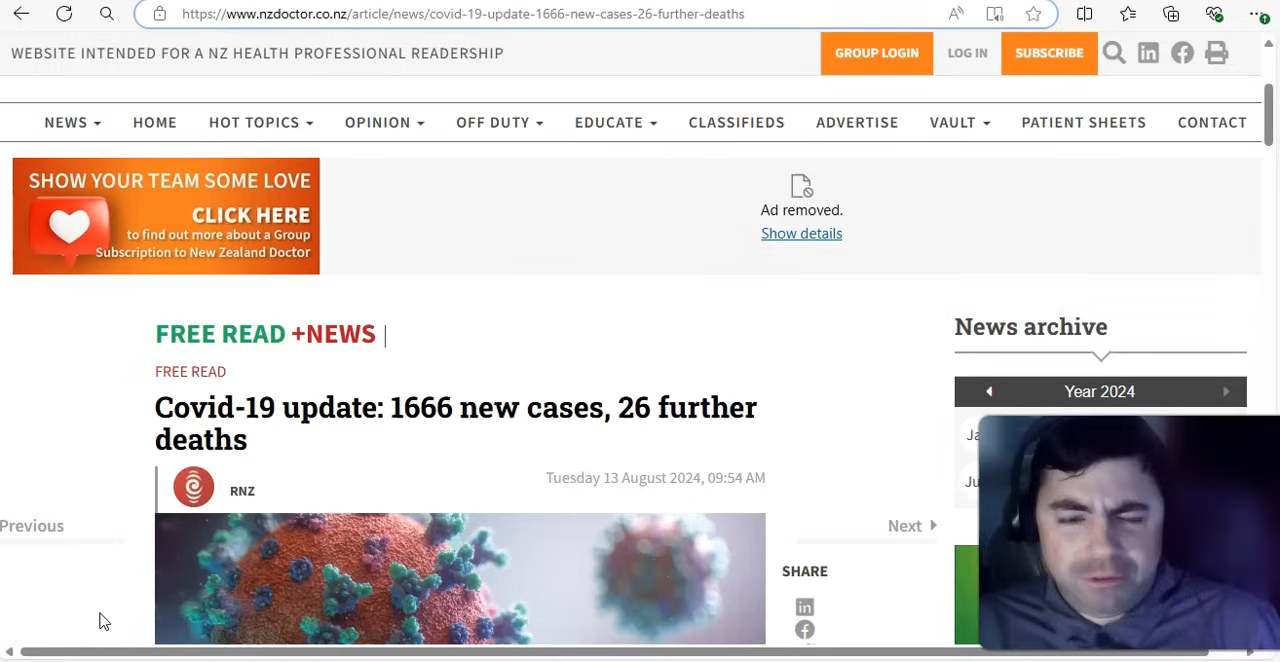 https://www.nzdoctor.co.nz/article/news/covid-19-update-1666-new-cases-26-further-deaths
WEBSITE INTENDED FOR A NZ HEALTH PROFESSIONAL READERSHIP
GROUP LOGIN
LOG IN
SUBSCRIBE
NEWS
HOME
HOT TOPICS
OPINION
OFF DUTY
EDUCATE
CLASSIFIEDS
ADVERTISE
VAULT
PATIENT SHEETS
CONTACT
SHOW YOUR TEAM SOME LOVE
CLICK HERE
to find out more about a Group
Subscription to New Zealand Doctor
Ad removed.
Show details
FREE READ +NEWS |
FREE READ
Covid-19 update: 1666 new cases, 26 further
deaths
RNZ
Tuesday 13 August 2024, 09:54 AM
Previous
Next
SHARE
News archive
Year 2024